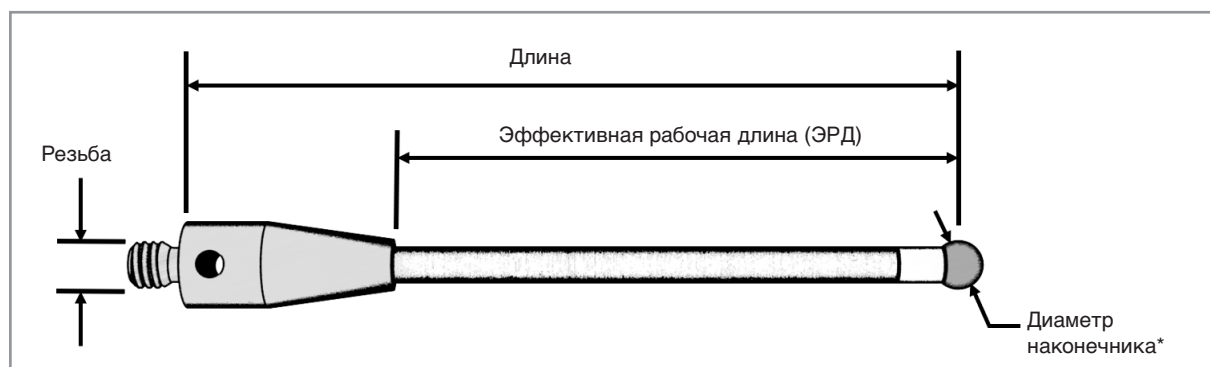 Длина
Эффективная рабочая длина (ЭРД)
Резьба
Диаметр
наконечника*